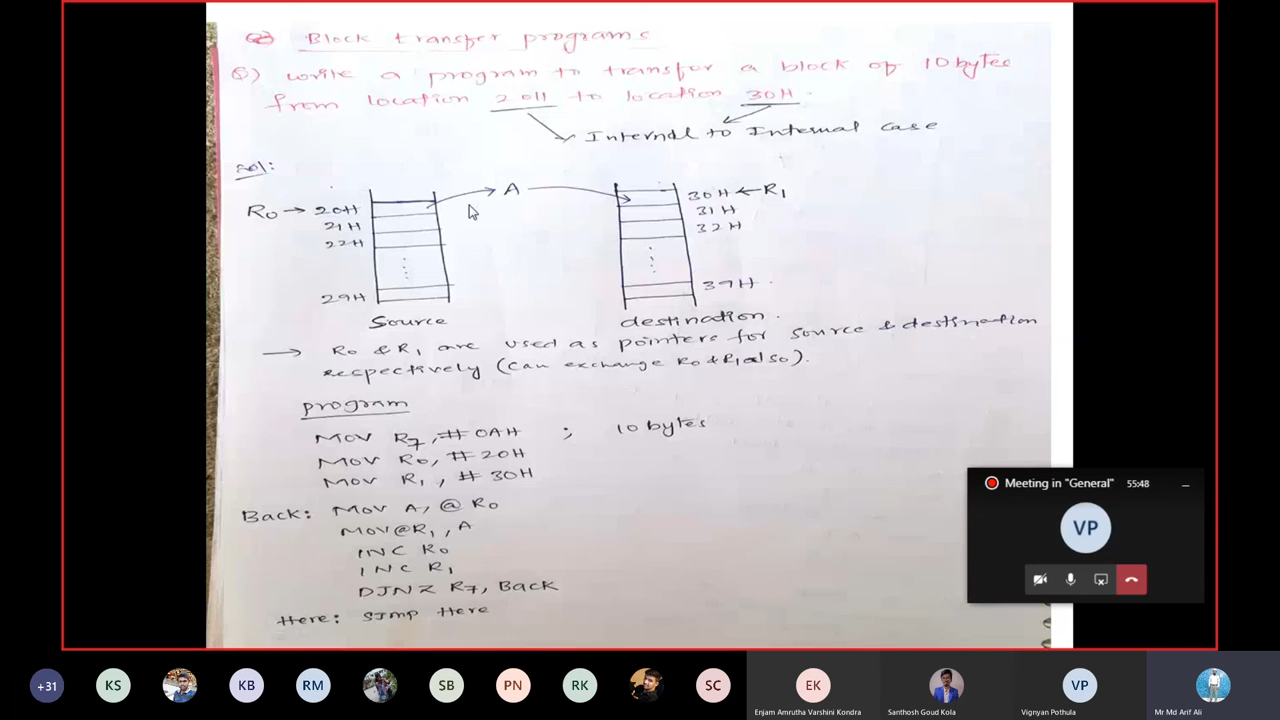 Block transfer programs
Q) write a program to transfor a block of 10 bytes
from location 20H to location 30H.
Internal to Internal case
Sol:
R0 → 20H
21H
22H
29H
Source
A
30H ← R1
31H
32H
39H
destination.
→ R0 & R1 are used as pointers for source & destination
respectively (Can exchange R0 & R1 also).
program
MOV R7, # 0AH ; 10 bytes
MOV R0, # 20H
MOV R1, # 30H
Back: MOV A, @ R0
MOV @R1, A
INC R0
INC R1
DJNZ R7, Back
Here: SJMP Here
Meeting in "General" 55:48
VP
+31
KS
KB
RM
SB
PN
RK
SC
EK
VP
Enjam Amrutha Varshini Kondra
Santhosh Goud Kola
Vignyan Pothula
Mr Md Arif Ali